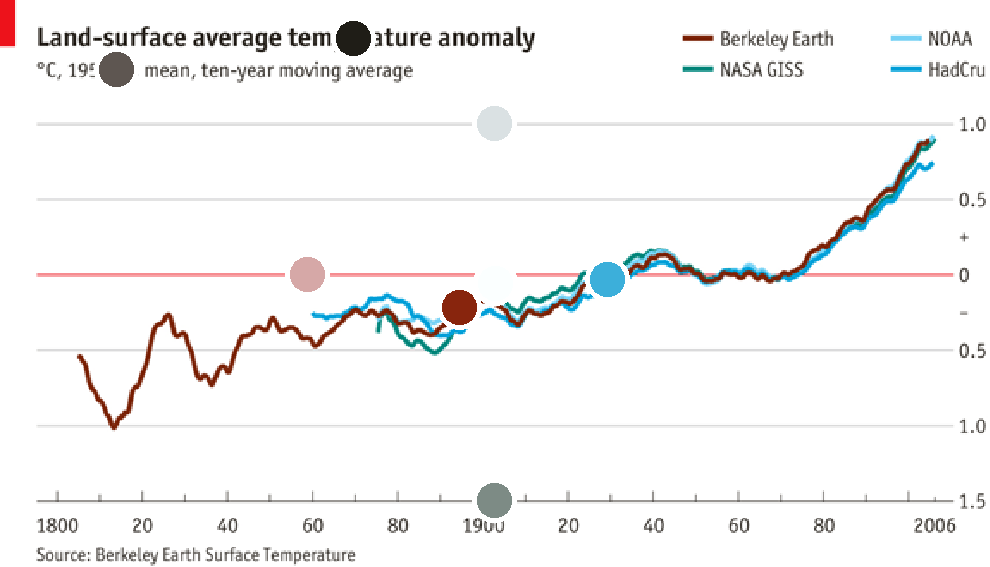 Land-surface average tem ature anomaly
°C, 195 mean, ten-year moving average
Berkeley Earth
NOAA
NASA GISS
HadCru
1.0
0.5
+
0
–
0.5
1.0
1.5
1800 20 40 60 80 1900 20 40 60 80 2006
Source: Berkeley Earth Surface Temperature